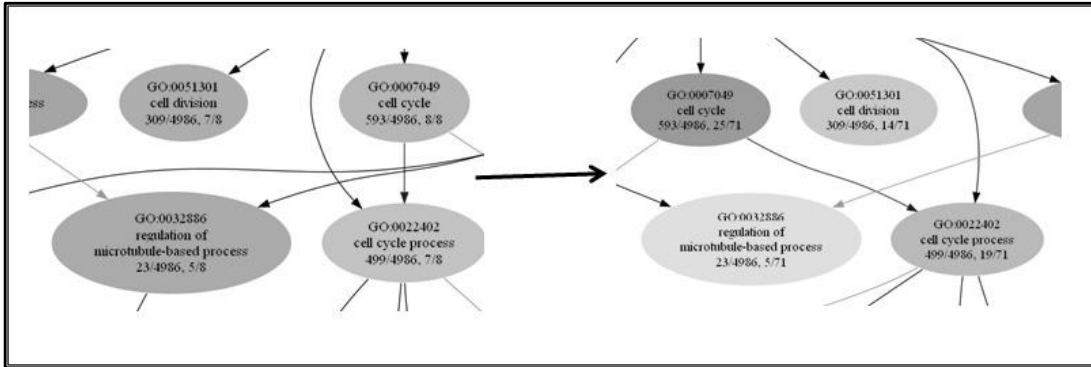 ess
GO:0051301
cell division
309/4986, 7/8
GO:0007049
cell cycle
593/4986, 8/8
GO:0032886
regulation of
microtubule-based process
23/4986, 5/8
GO:0022402
cell cycle process
499/4986, 7/8
GO:0007049
cell cycle
593/4986, 25/71
GO:0051301
cell division
309/4986, 14/71
GO:0032886
regulation of
microtubule-based process
23/4986, 5/71
GO:0022402
cell cycle process
499/4986, 19/71